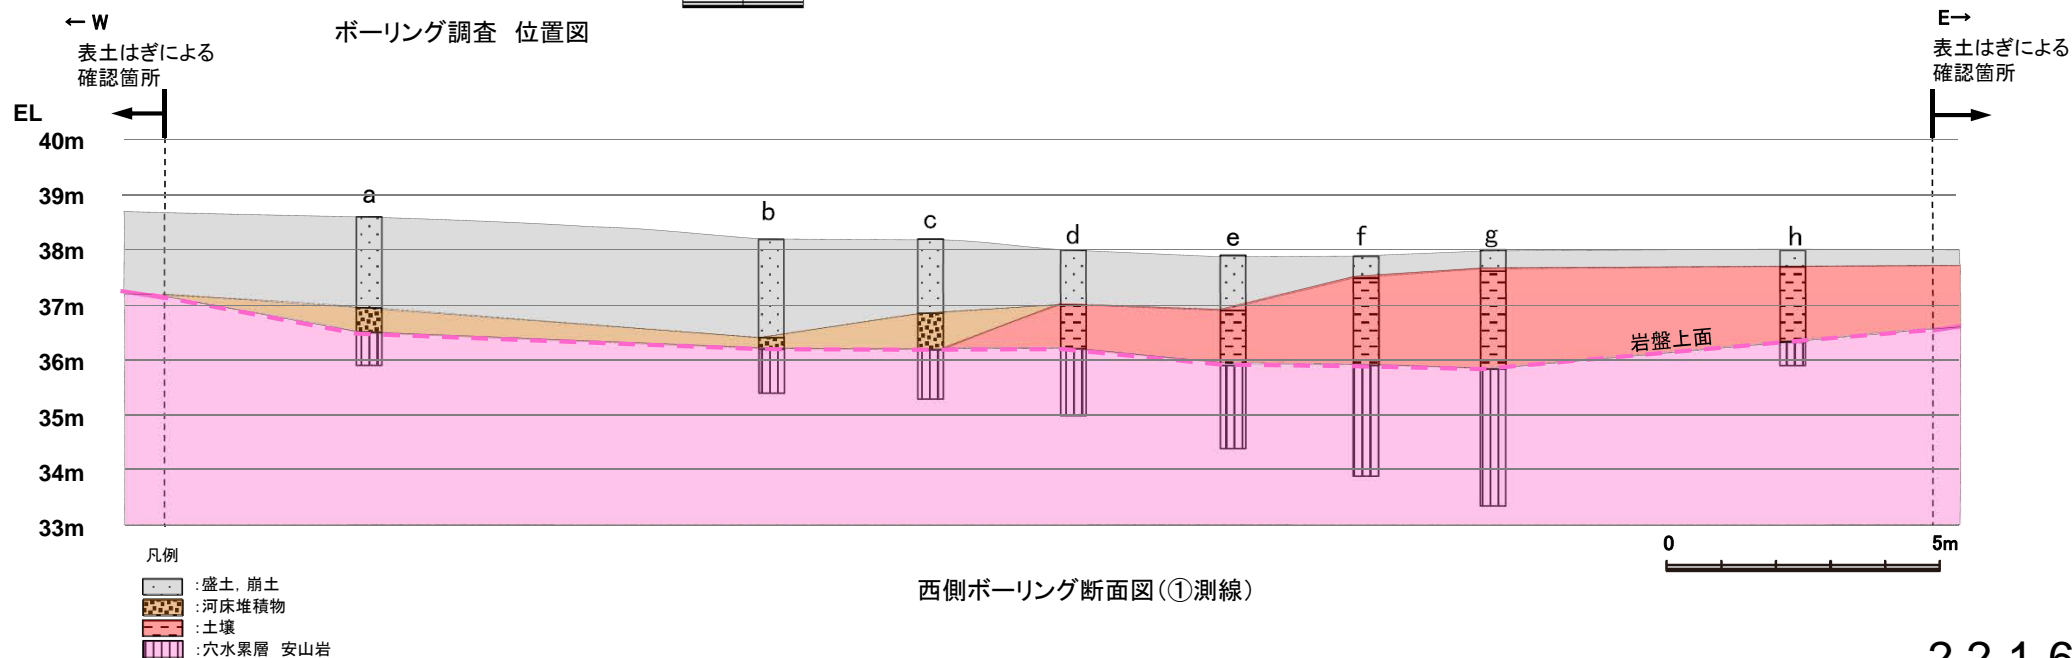 ←W
ボーリング調査 位置図
E→
表土はぎによる
確認箇所
表土はぎによる
確認箇所
EL
40m
39m
38m
37m
36m
35m
34m
33m
a
b
c
d
e
f
g
h
岩盤上面
0
5m
凡例
:盛土, 崩土
:河床堆積物
:土壌
:穴水累層 安山岩
西側ボーリング断面図(①測線)